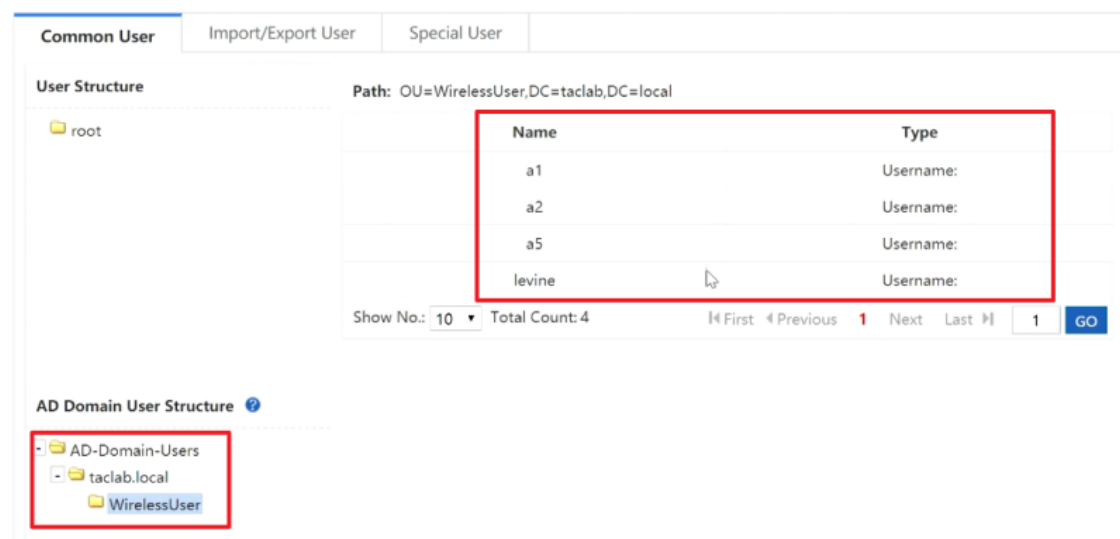 Common User Import/Export User Special User
User Structure
root
Path: OU=WirelessUser,DC=taclab,DC=local
Name Type
a1 Username:
a2 Username:
a5 Username:
levine Username:
Show No.: 10 Total Count: 4 First Previous 1 Next Last 1 GO
AD Domain User Structure ?
- AD-Domain-Users
- taclab.local
WirelessUser